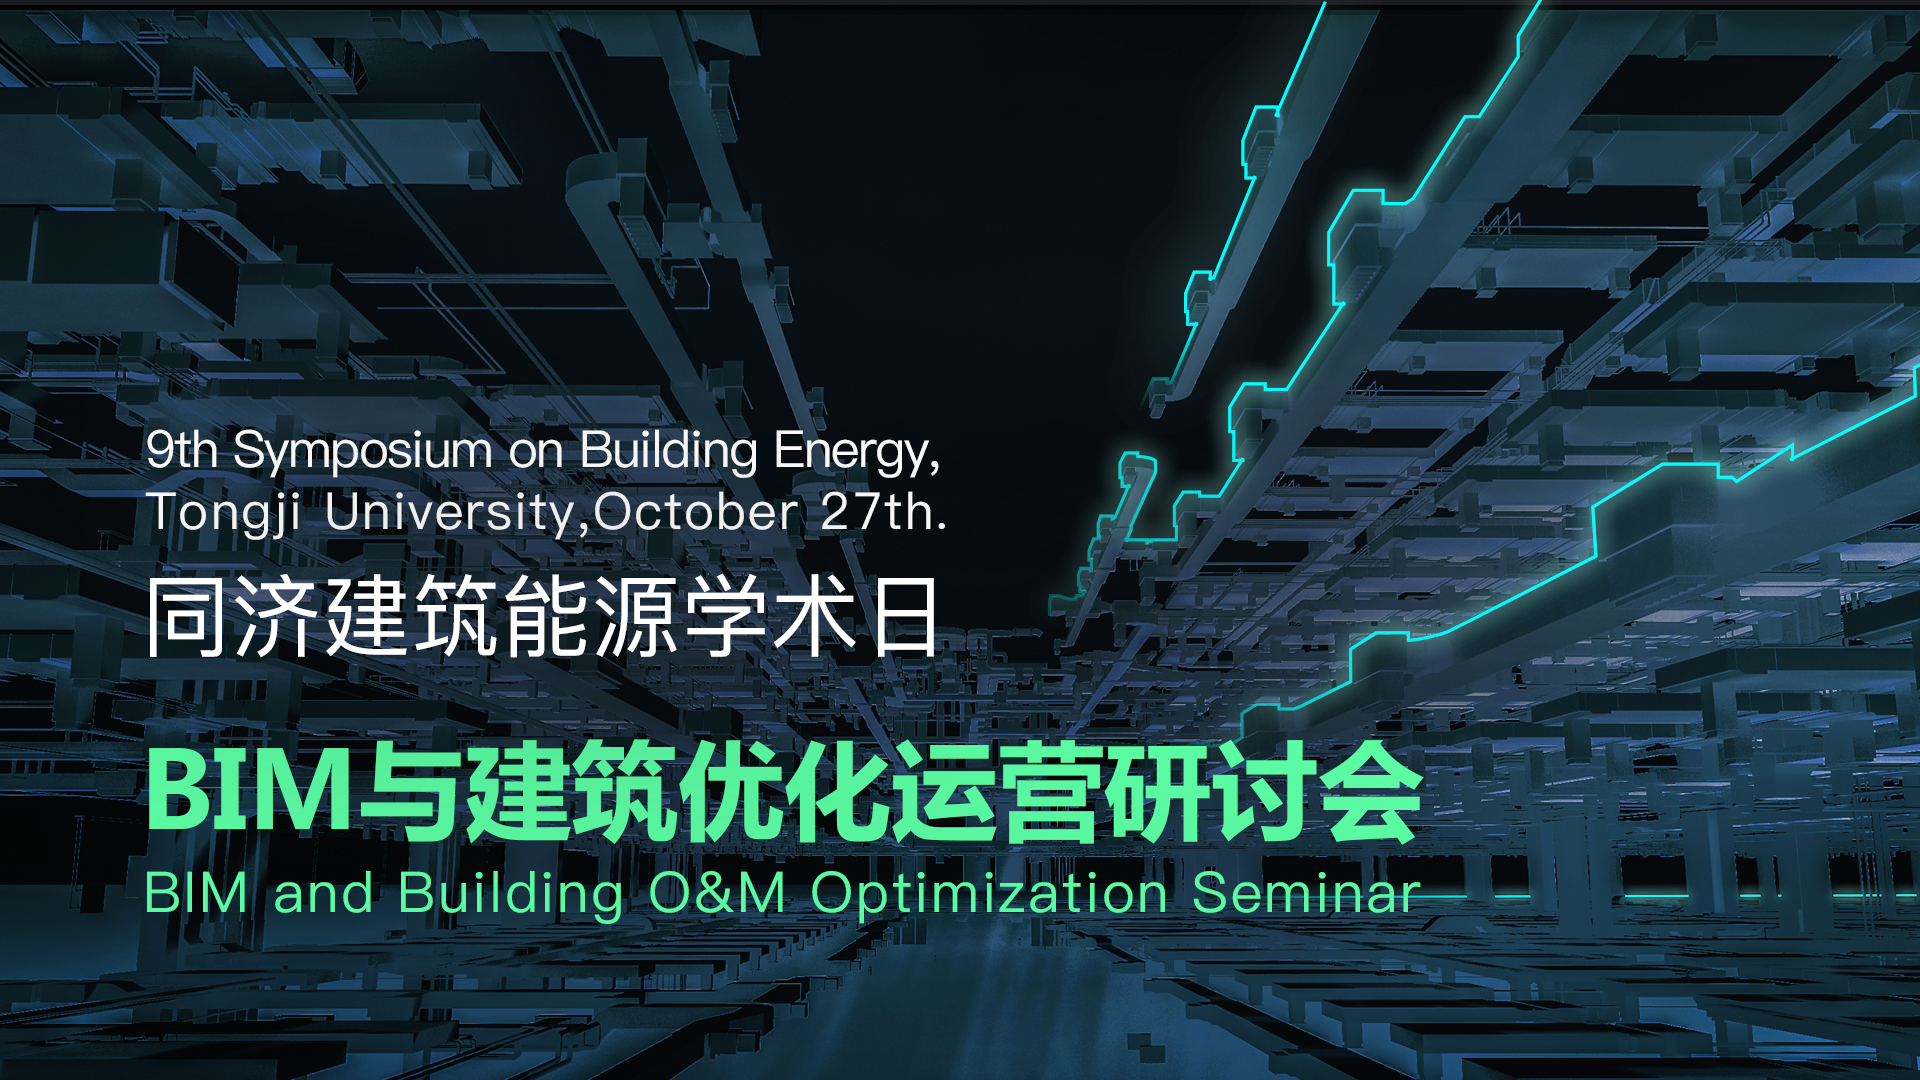 9th Symposium on Building Energy,
Tongji University,October 27th.
同济建筑能源学术日
BIM与建筑优化运营研讨会
BIM and Building O&M Optimization Seminar